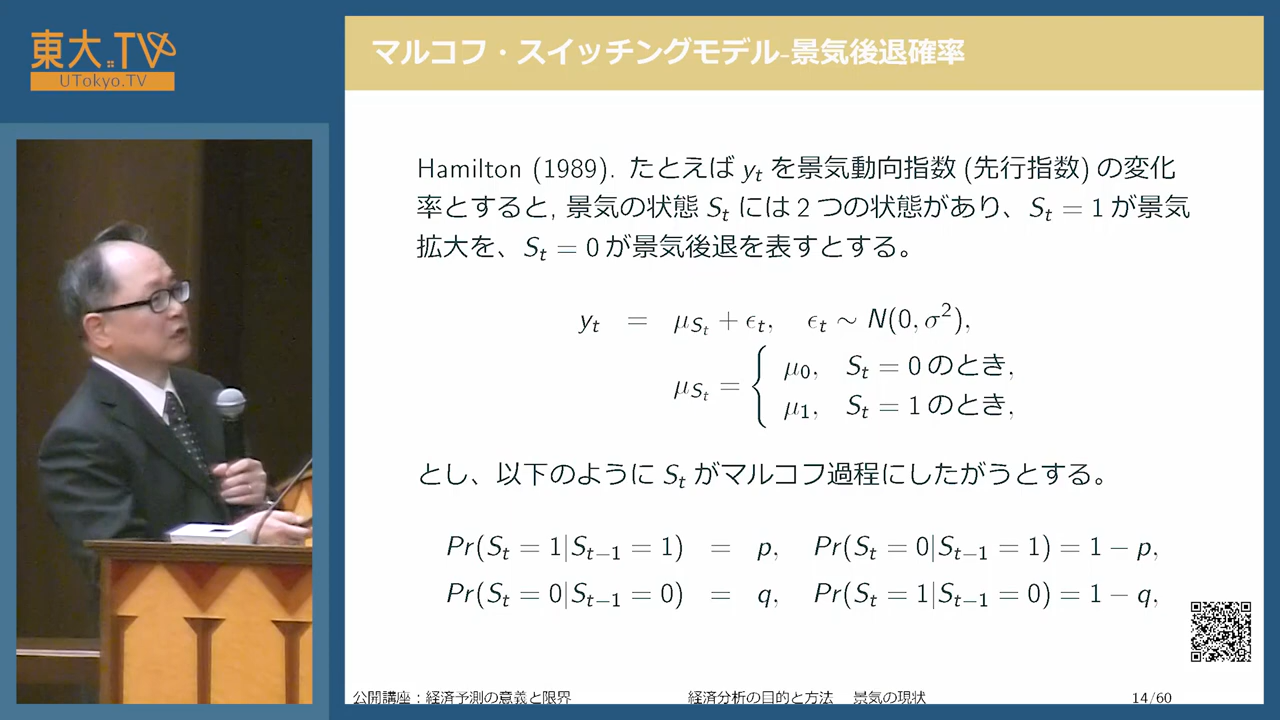 東大.TV
UTokyo.TV
マルコフ・スイッチングモデル-景気後退確率
Hamilton (1989). たとえば y_t を景気動向指数 (先行指数) の変化
率とすると, 景気の状態 S_t には 2 つの状態があり、S_t = 1 が景気
拡大を、S_t = 0 が景気後退を表すとする。
y_t = μ_{S_t} + ϵ_t, ϵ_t ∼ N(0, σ²),
μ_{S_t} = { μ_0, S_t = 0 のとき,
μ_1, S_t = 1 のとき,
とし、以下のように S_t がマルコフ過程にしたがうとする。
Pr(S_t = 1|S_{t−1} = 1) = p, Pr(S_t = 0|S_{t−1} = 1) = 1 − p,
Pr(S_t = 0|S_{t−1} = 0) = q, Pr(S_t = 1|S_{t−1} = 0) = 1 − q,
公開講座：経済予測の意義と限界 経済分析の目的と方法 景気の現状 14/60